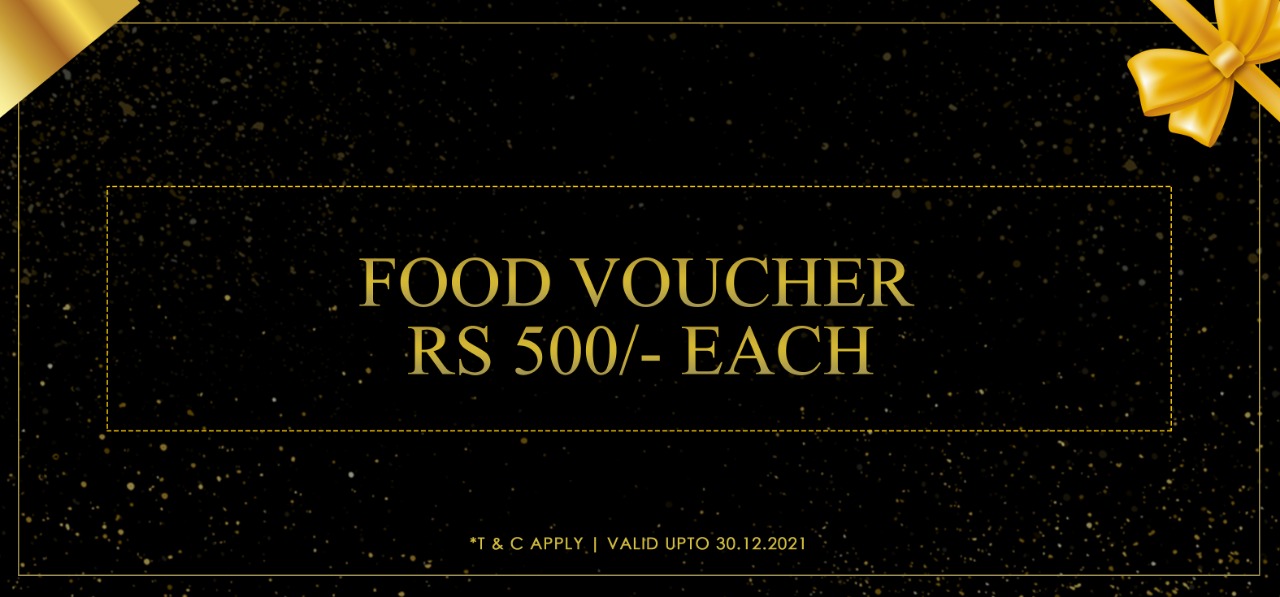 FOOD VOUCHER
RS 500/- EACH
*T & C APPLY | VALID UPTO 30.12.2021